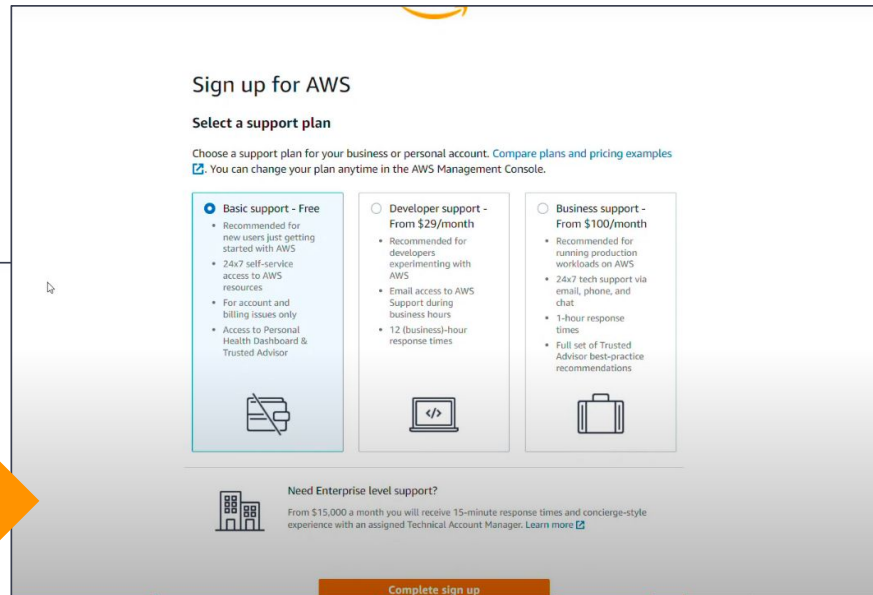 Sign up for AWS
Select a support plan
Choose a support plan for your business or personal account. Compare plans and pricing examples
. You can change your plan anytime in the AWS Management Console.
Basic support - Free
• Recommended for
new users just getting
started with AWS
• 24x7 self-service
access to AWS
resources
• For account and
billing issues only
• Access to Personal
Health Dashboard &
Trusted Advisor
Developer support -
From $29/month
• Recommended for
developers
experimenting with
AWS
• Email access to AWS
Support during
business hours
• 12 (business)-hour
response times
</>
Business support -
From $100/month
• Recommended for
running production
workloads on AWS
• 24x7 tech support via
email, phone, and
chat
• 1-hour response
times
• Full set of Trusted
Advisor best-practice
recommendations
Need Enterprise level support?
From $15,000 a month you will receive 15-minute response times and concierge-style
experience with an assigned Technical Account Manager. Learn more
Complete sign up